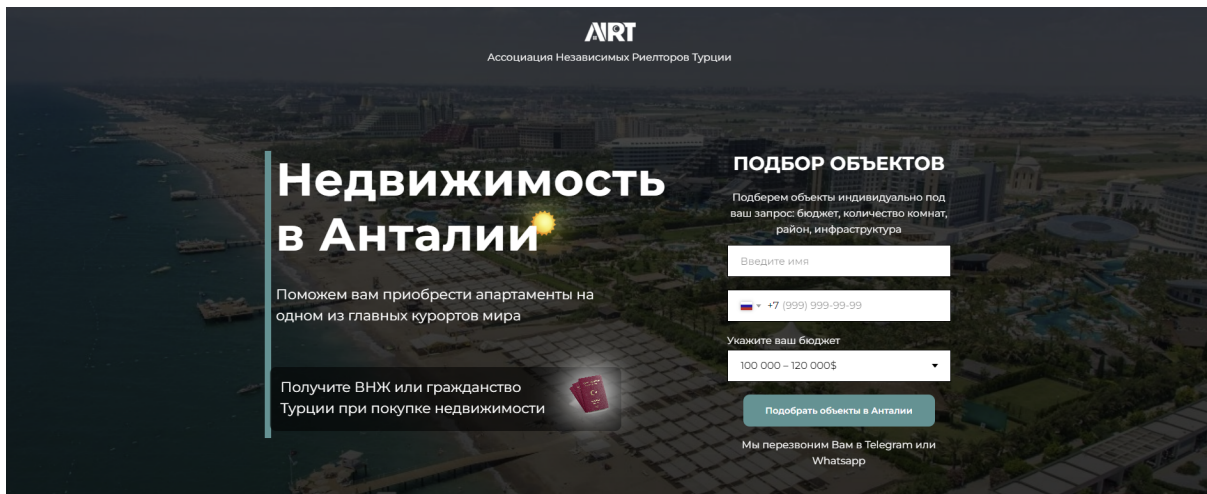 AIRT
Ассоциация Независимых Риелторов Турции
Недвижимость
в Анталии
Поможем вам приобрести апартаменты на
одном из главных курортов мира
Получите ВНЖ или гражданство
Турции при покупке недвижимости
ПОДБОР ОБЪЕКТОВ
Подберем объекты индивидуально под
ваш запрос: бюджет, количество комнат,
район, инфраструктура
Введите имя
+7 (999) 999-99-99
Укажите ваш бюджет
100 000 – 120 000$
Подобрать объекты в Анталии
Мы перезвоним Вам в Telegram или
Whatsapp